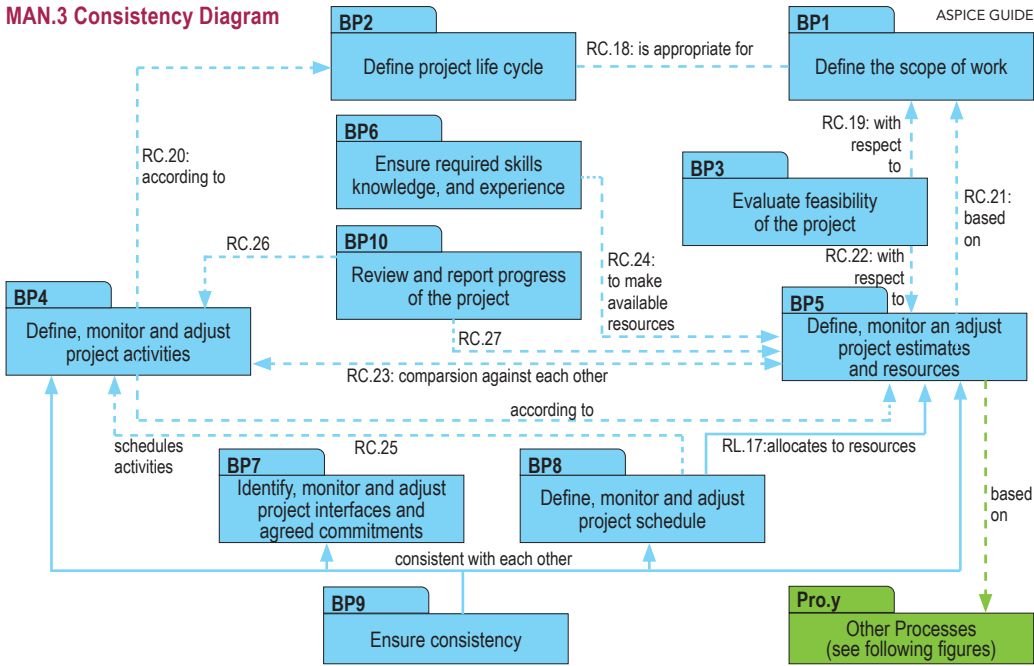 MAN.3 Consistency Diagram
ASPICE GUIDE
BP2
Define project life cycle
RC.18: is appropriate for
BP1
Define the scope of work
RC.20:
according to
BP6
Ensure required skills
knowledge, and experience
RC.19: with
respect
to
BP3
Evaluate feasibility
of the project
RC.21:
based
on
RC.26
BP10
Review and report progress
of the project
RC.24:
to make
available
resources
RC.22: with
respect
to
BP4
Define, monitor and adjust
project activities
RC.27
BP5
Define, monitor an adjust
project estimates
and resources
RC.23: comparsion against each other
according to
schedules
activities
RC.25
RL.17:allocates to resources
BP7
Identify, monitor and adjust
project interfaces and
agreed commitments
BP8
Define, monitor and adjust
project schedule
based
on
consistent with each other
BP9
Ensure consistency
Pro.y
Other Processes
(see following figures)